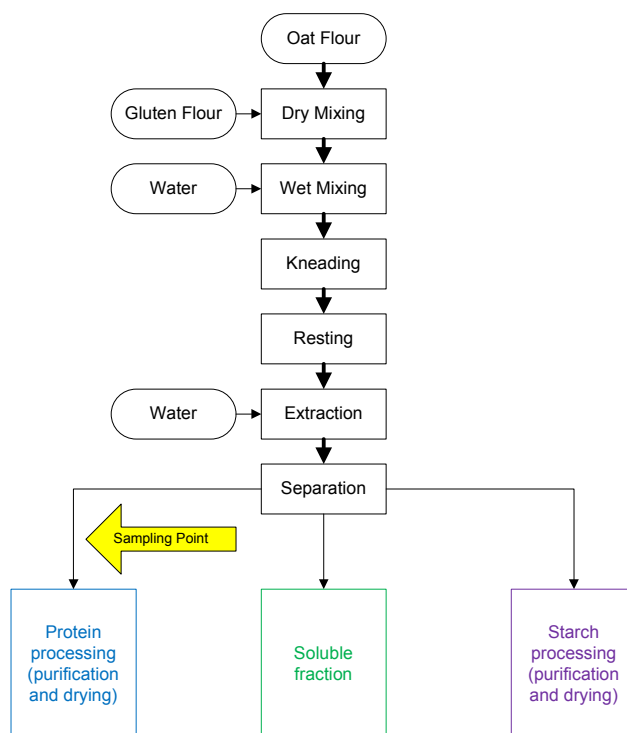 Oat Flour
Gluten Flour
Dry Mixing
Water
Wet Mixing
Kneading
Resting
Water
Extraction
Separation
Sampling Point
Protein
processing
(purification
and drying)
Soluble
fraction
Starch
processing
(purification
and drying)